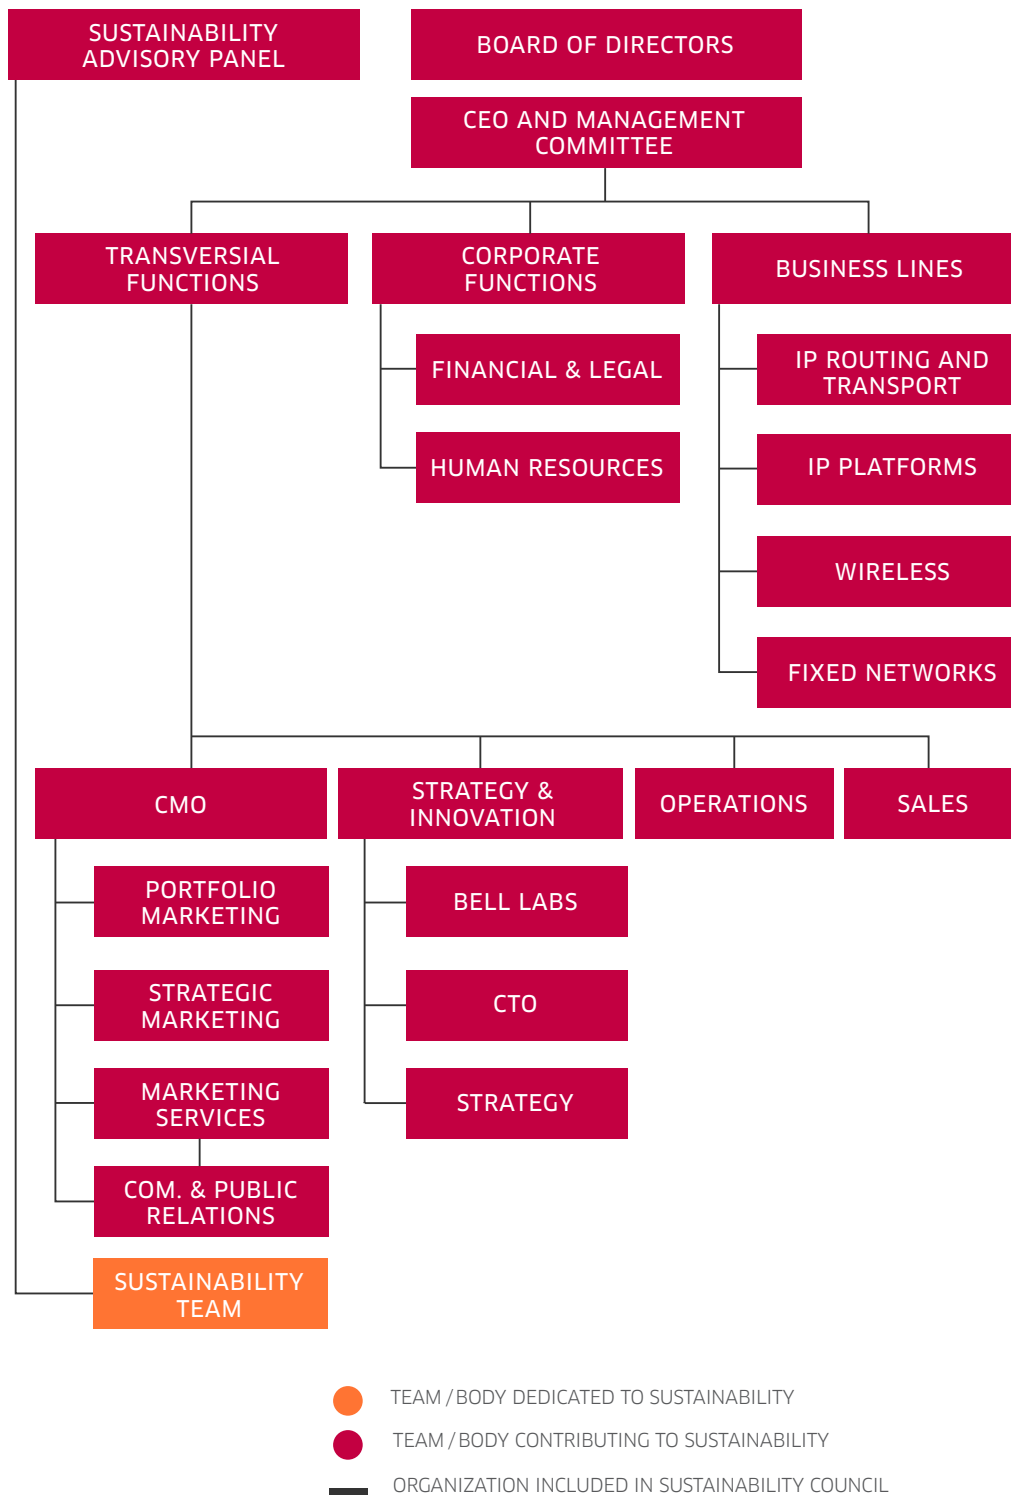 SUSTAINABILITY
ADVISORY PANEL
BOARD OF DIRECTORS
CEO AND MANAGEMENT
COMMITTEE
TRANSVERSIAL
FUNCTIONS
CORPORATE
FUNCTIONS
BUSINESS LINES
FINANCIAL & LEGAL
HUMAN RESOURCES
IP ROUTING AND
TRANSPORT
IP PLATFORMS
WIRELESS
FIXED NETWORKS
CMO
STRATEGY &
INNOVATION
OPERATIONS
SALES
PORTFOLIO
MARKETING
STRATEGIC
MARKETING
MARKETING
SERVICES
COM. & PUBLIC
RELATIONS
BELL LABS
CTO
STRATEGY
SUSTAINABILITY
TEAM
TEAM / BODY DEDICATED TO SUSTAINABILITY
TEAM / BODY CONTRIBUTING TO SUSTAINABILITY
ORGANIZATION INCLUDED IN SUSTAINABILITY COUNCIL